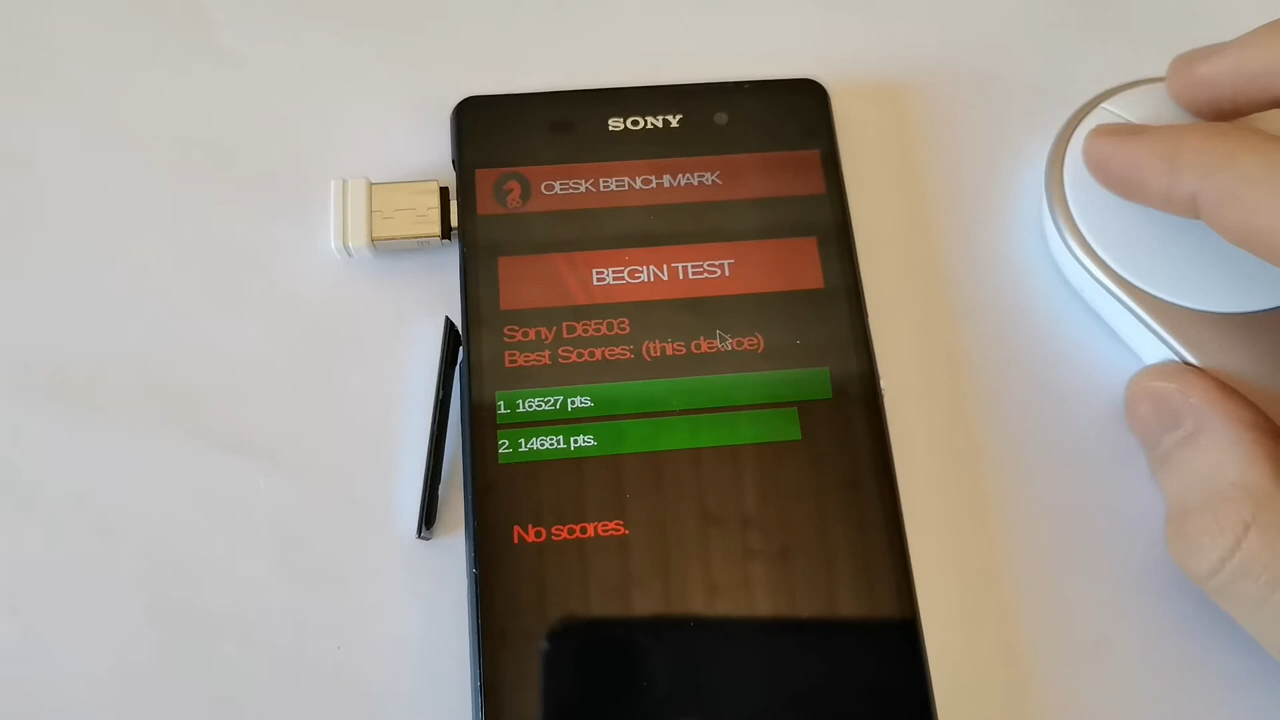 SONY
OESK BENCHMARK
BEGIN TEST
Sony D6503
Best Scores: (this device)
1. 16527 pts.
2. 14681 pts.
No scores.